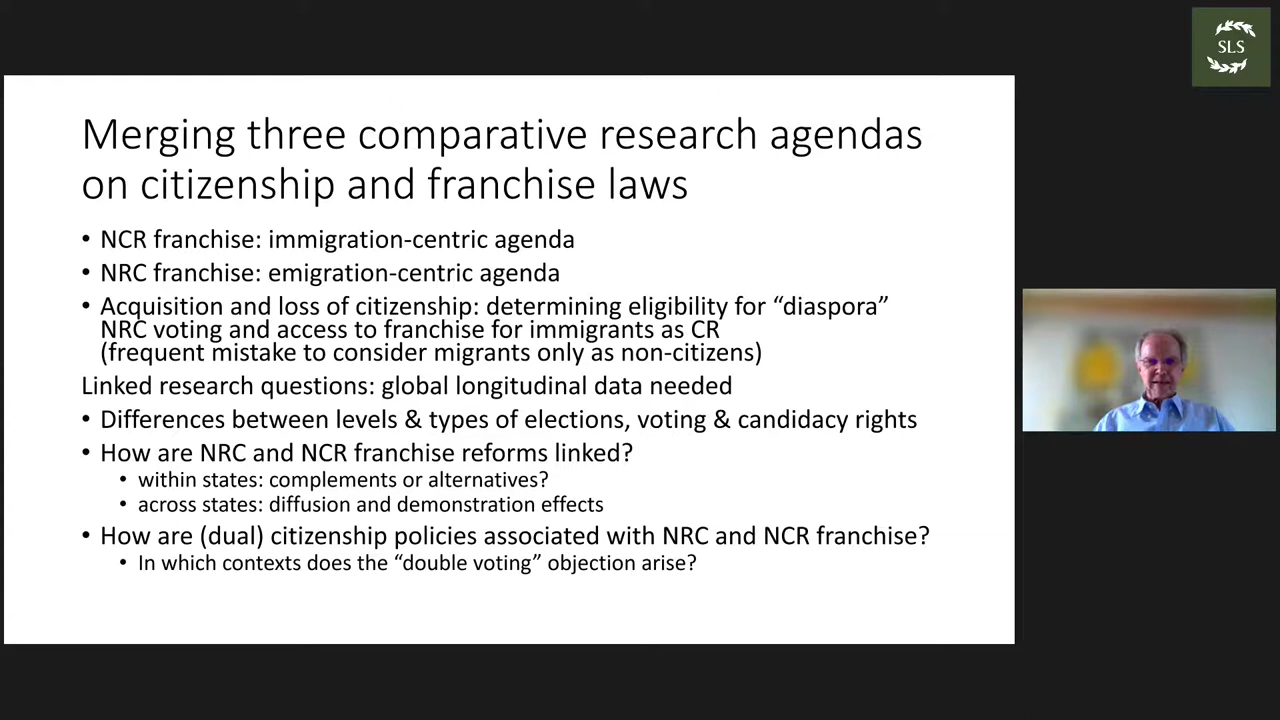 SLS
Merging three comparative research agendas
on citizenship and franchise laws
• NCR franchise: immigration-centric agenda
• NRC franchise: emigration-centric agenda
• Acquisition and loss of citizenship: determining eligibility for “diaspora”
NRC voting and access to franchise for immigrants as CR
(frequent mistake to consider migrants only as non-citizens)
Linked research questions: global longitudinal data needed
• Differences between levels & types of elections, voting & candidacy rights
• How are NRC and NCR franchise reforms linked?
• within states: complements or alternatives?
• across states: diffusion and demonstration effects
• How are (dual) citizenship policies associated with NRC and NCR franchise?
• In which contexts does the “double voting” objection arise?